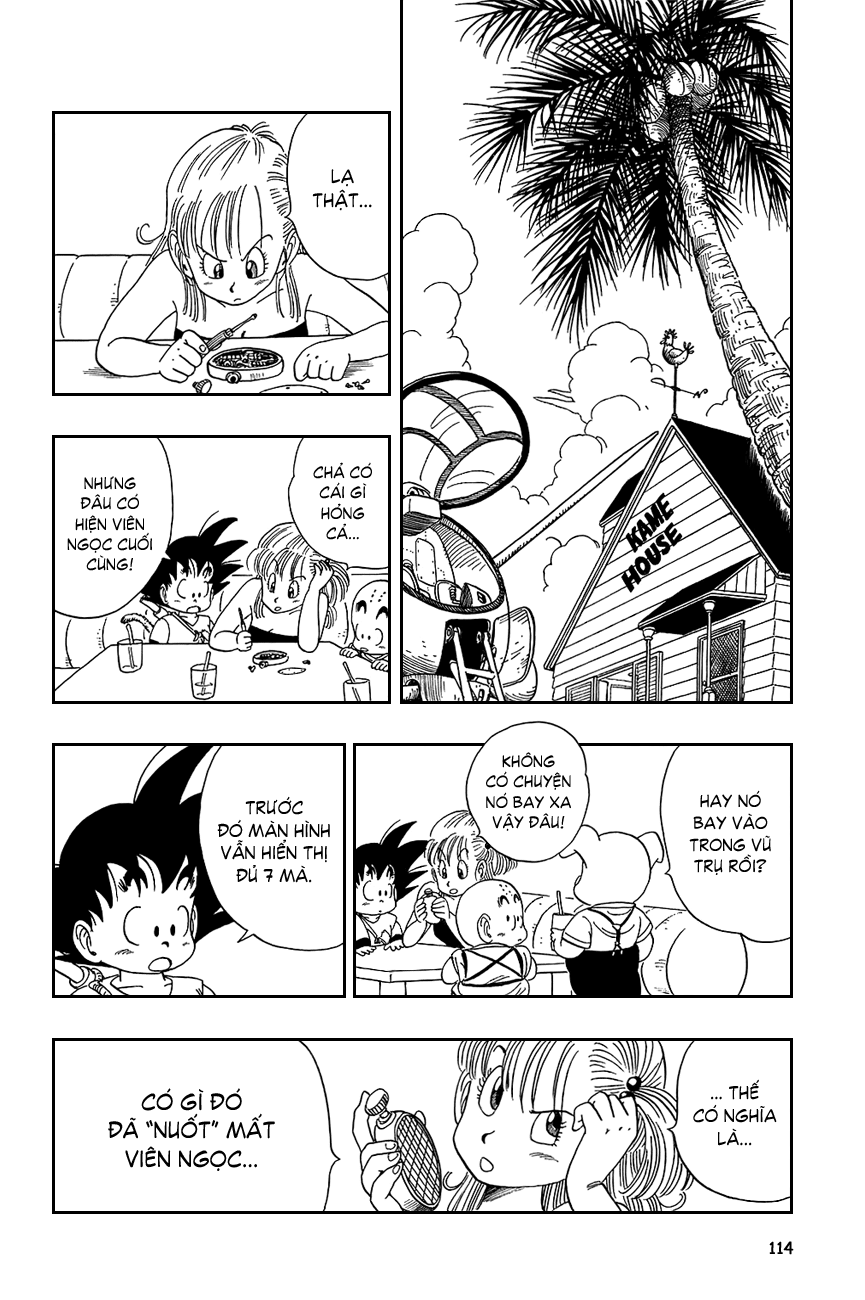 KAME
HOUSE
LẠ
THẬT...
CHẢ CÓ
CÁI GÌ
HỎNG
CẢ...
NHƯNG
ĐÂU CÓ
HIỆN VIÊN
NGỌC CUỐI
CÙNG!
HAY NÓ
BAY VÀO
TRONG VŨ
TRỤ RỒI?
KHÔNG
CÓ CHUYỆN
NÓ BAY XA
VẬY ĐÂU!
TRƯỚC
ĐÓ MÀN HÌNH
VẪN HIỂN THỊ
ĐỦ 7 MÀ.
... THẾ
CÓ NGHĨA
LÀ...
CÓ GÌ ĐÓ
ĐÃ "NUỐT" MẤT
VIÊN NGỌC...
114